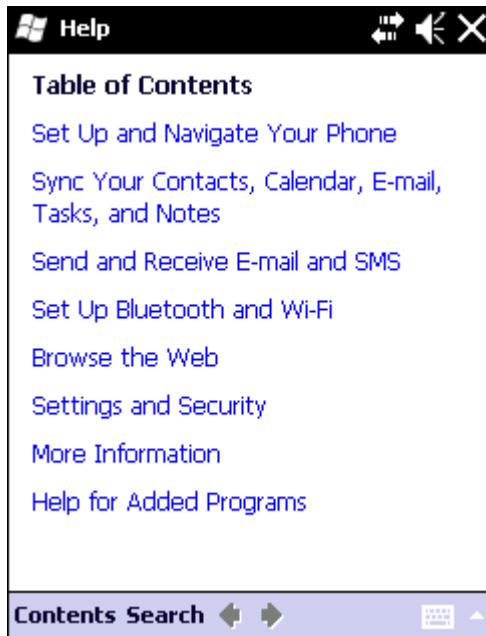 Help
Table of Contents
Set Up and Navigate Your Phone
Sync Your Contacts, Calendar, E-mail,
Tasks, and Notes
Send and Receive E-mail and SMS
Set Up Bluetooth and Wi-Fi
Browse the Web
Settings and Security
More Information
Help for Added Programs
Contents Search